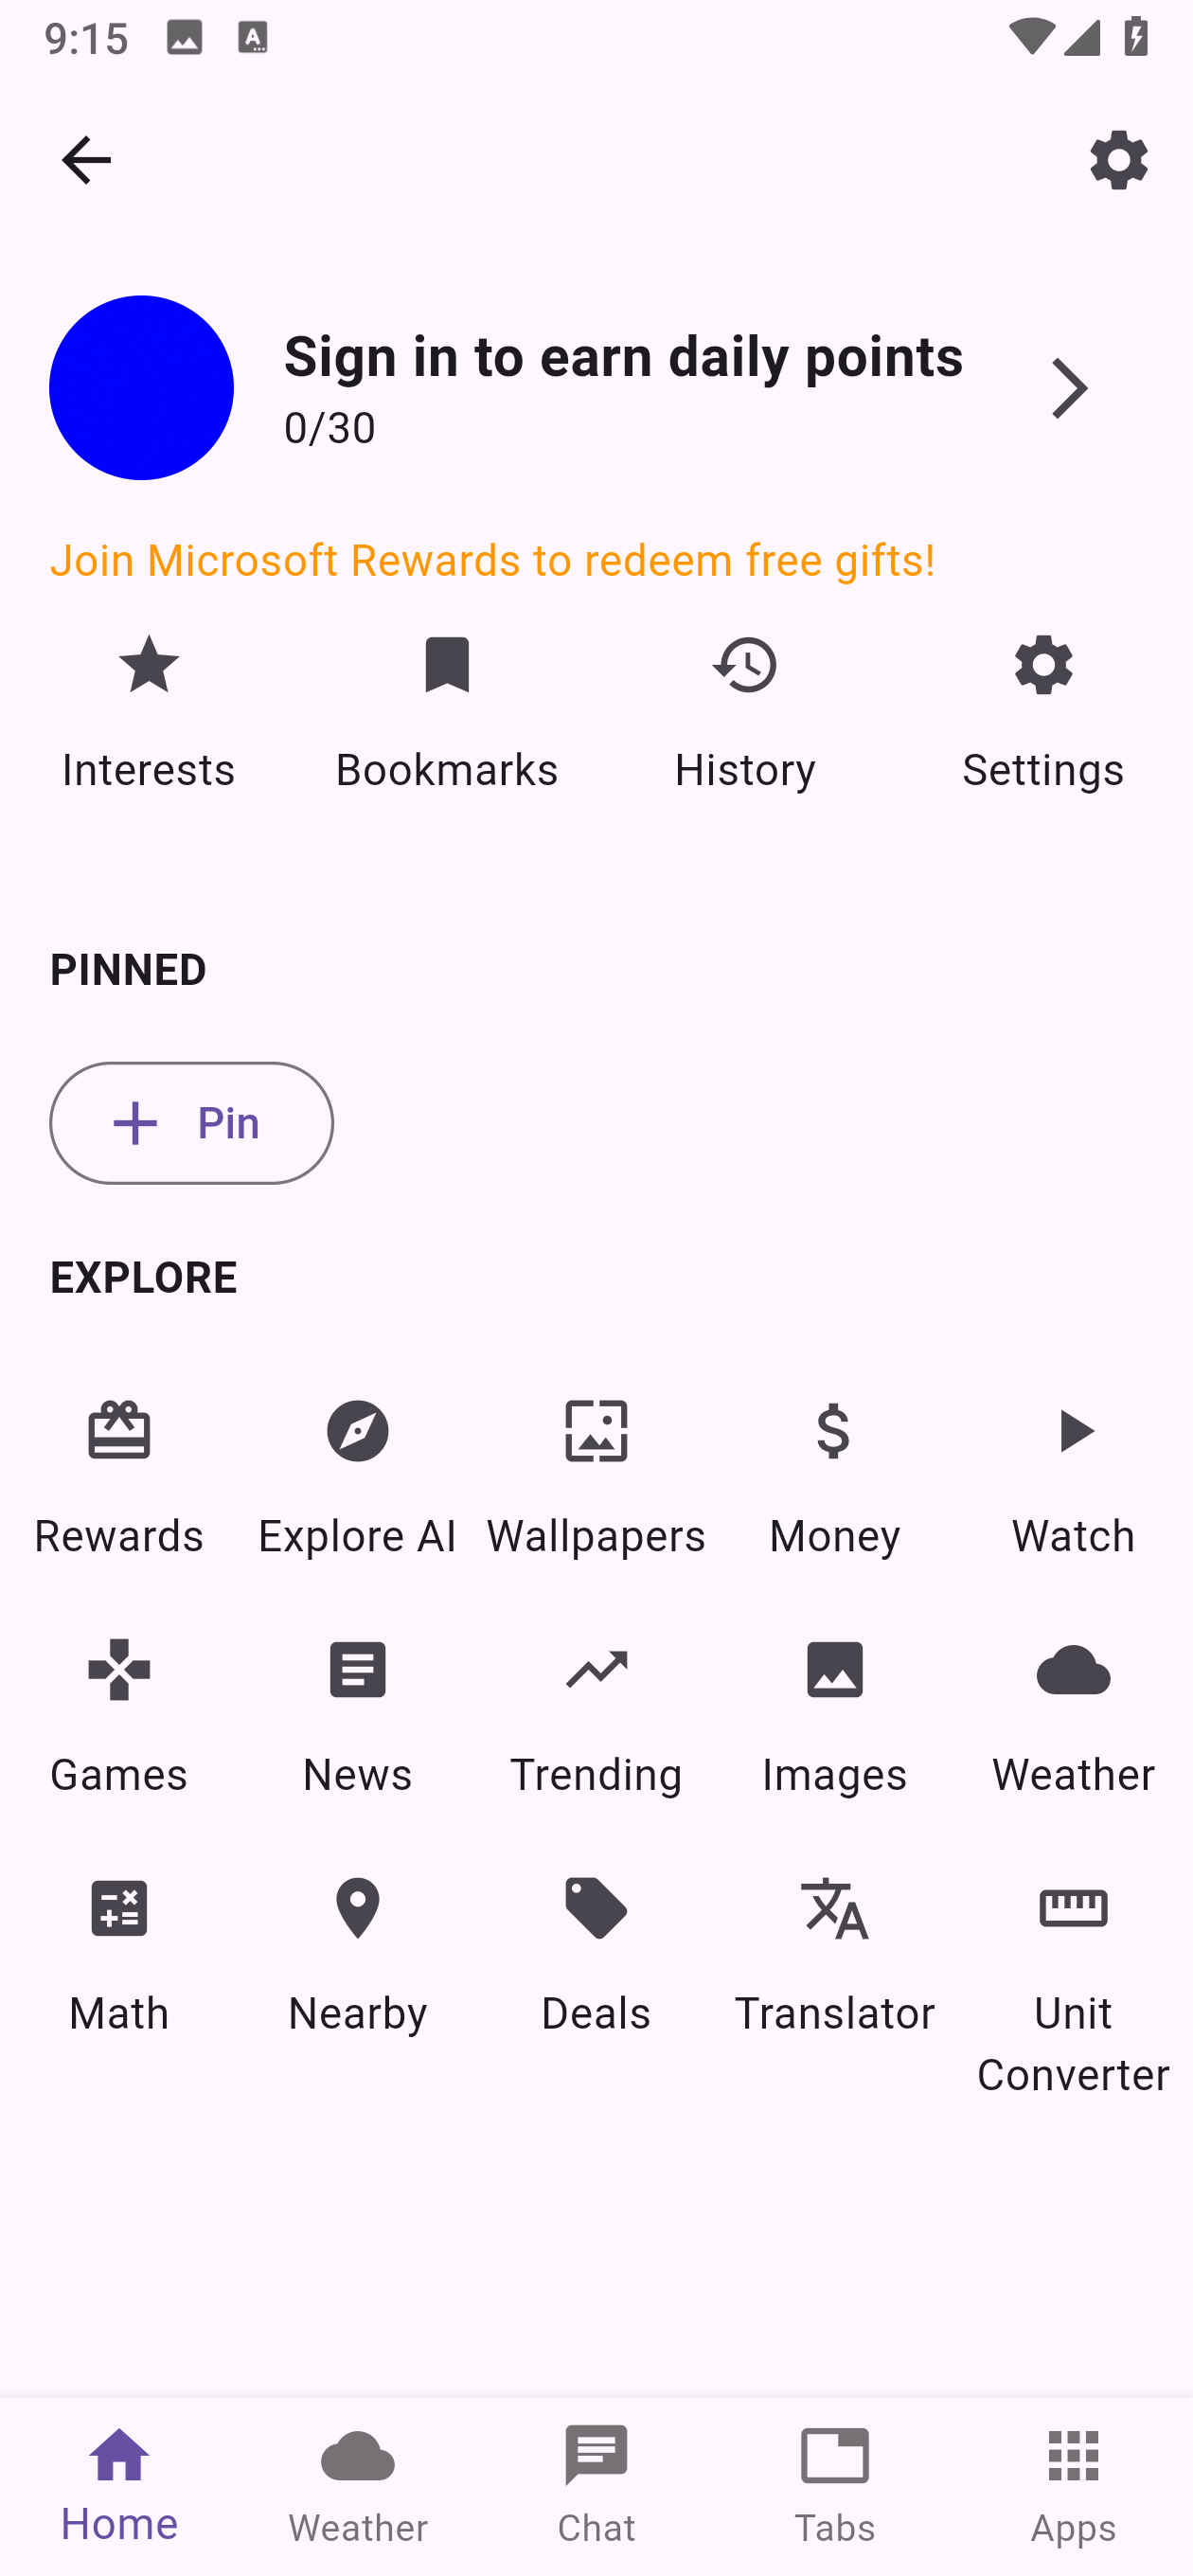 9:15
Sign in to earn daily points
0/30
Join Microsoft Rewards to redeem free gifts!
Interests Bookmarks History Settings
PINNED
Pin
EXPLORE
Rewards Explore AI Wallpapers Money Watch
Games News Trending Images Weather
Math Nearby Deals Translator Unit
Converter
Home Weather Chat Tabs Apps